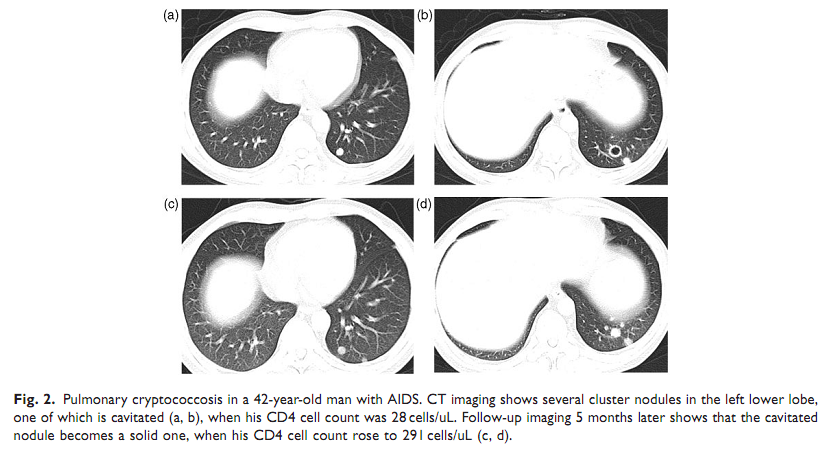 (a)
(b)
(c)
(d)
Fig. 2. Pulmonary cryptococcosis in a 42-year-old man with AIDS. CT imaging shows several cluster nodules in the left lower lobe,
one of which is cavitated (a, b), when his CD4 cell count was 28 cells/uL. Follow-up imaging 5 months later shows that the cavitated
nodule becomes a solid one, when his CD4 cell count rose to 291 cells/uL (c, d).